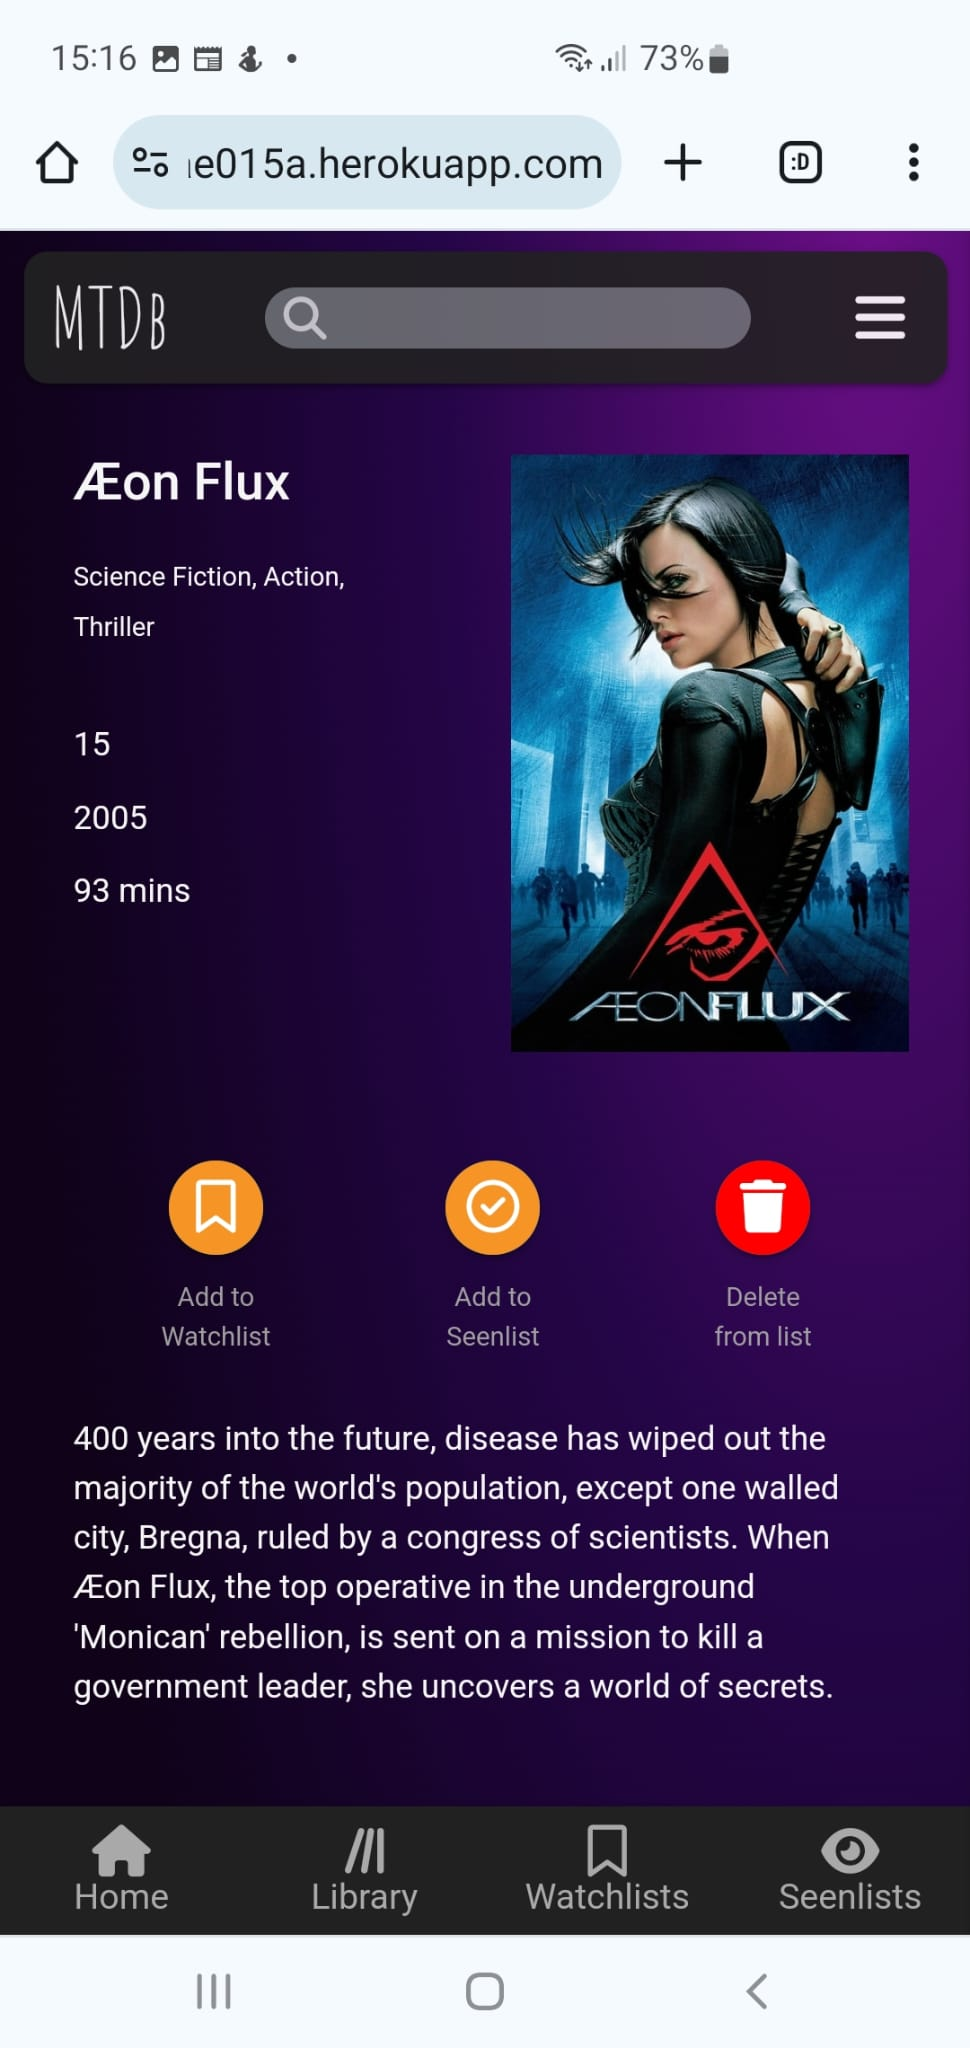 15:16
73%
e015a.herokuapp.com
:D
MTDB
Æon Flux
Science Fiction, Action,
Thriller
15
2005
93 mins
ÆONFLUX
Add to
Watchlist
Add to
Seenlist
Delete
from list
400 years into the future, disease has wiped out the
majority of the world's population, except one walled
city, Bregna, ruled by a congress of scientists. When
Æon Flux, the top operative in the underground
'Monican' rebellion, is sent on a mission to kill a
government leader, she uncovers a world of secrets.
Home
Library
Watchlists
Seenlists